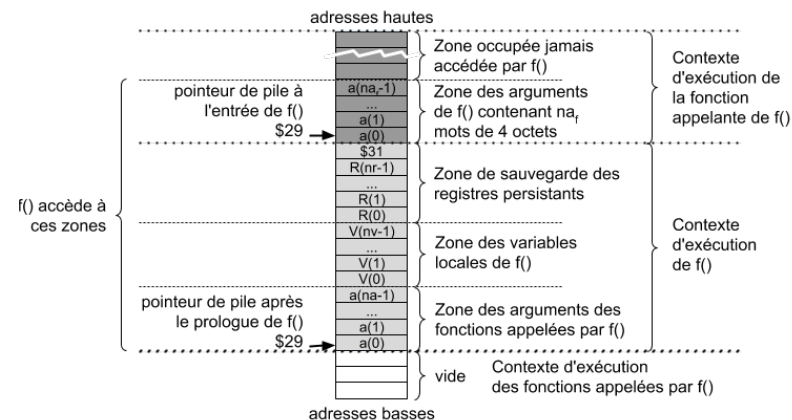 adresses hautes
Zone occupée jamais
accédée par f()
Contexte
d'exécution de
la fonction
appelante de f()
pointeur de pile à
l'entrée de f()
$29
a(naf-1)
...
a(1)
a(0)
Zone des arguments
de f() contenant naf
mots de 4 octets
f() accède à
ces zones
$31
R(nr-1)
...
R(1)
R(0)
Zone de sauvegarde des
registres persistants
V(nv-1)
...
V(1)
V(0)
Zone des variables
locales de f()
Contexte
d'exécution
de f()
pointeur de pile après
le prologue de f()
$29
a(na-1)
...
a(1)
a(0)
Zone des arguments des
fonctions appelées par f()
vide
Contexte d'exécution
des fonctions appelées par f()
adresses basses